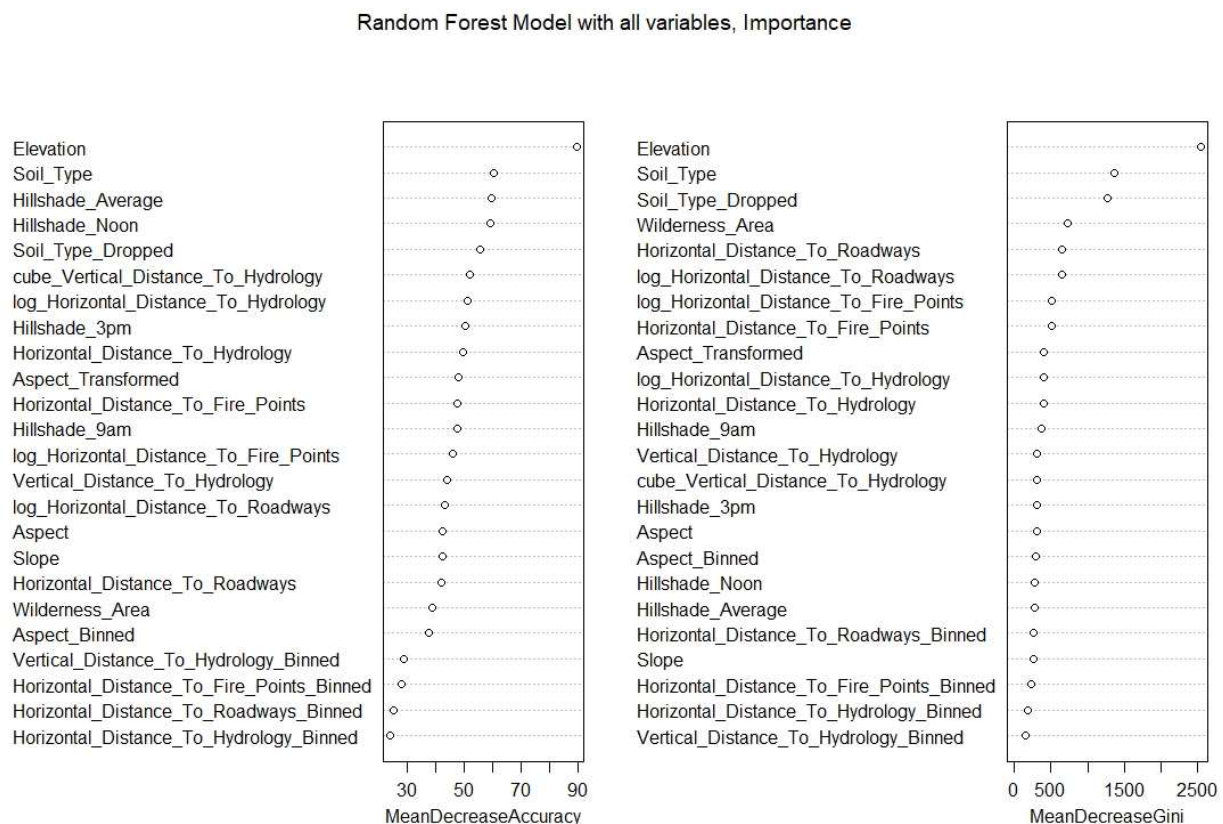 Random Forest Model with all variables, Importance
Elevation
Soil_Type
Hillshade_Average
Hillshade_Noon
Soil_Type_Dropped
cube_Vertical_Distance_To_Hydrology
log_Horizontal_Distance_To_Hydrology
Hillshade_3pm
Horizontal_Distance_To_Hydrology
Aspect_Transformed
Horizontal_Distance_To_Fire_Points
Hillshade_9am
log_Horizontal_Distance_To_Fire_Points
Vertical_Distance_To_Hydrology
log_Horizontal_Distance_To_Roadways
Aspect
Slope
Horizontal_Distance_To_Roadways
Wilderness_Area
Aspect_Binned
Vertical_Distance_To_Hydrology_Binned
Horizontal_Distance_To_Fire_Points_Binned
Horizontal_Distance_To_Roadways_Binned
Horizontal_Distance_To_Hydrology_Binned
30 50 70 90
MeanDecreaseAccuracy
Elevation
Soil_Type
Soil_Type_Dropped
Wilderness_Area
Horizontal_Distance_To_Roadways
log_Horizontal_Distance_To_Roadways
log_Horizontal_Distance_To_Fire_Points
Horizontal_Distance_To_Fire_Points
Aspect_Transformed
log_Horizontal_Distance_To_Hydrology
Horizontal_Distance_To_Hydrology
Hillshade_9am
Vertical_Distance_To_Hydrology
cube_Vertical_Distance_To_Hydrology
Hillshade_3pm
Aspect
Aspect_Binned
Hillshade_Noon
Hillshade_Average
Horizontal_Distance_To_Roadways_Binned
Slope
Horizontal_Distance_To_Fire_Points_Binned
Horizontal_Distance_To_Hydrology_Binned
Vertical_Distance_To_Hydrology_Binned
0 500 1500 2500
MeanDecreaseGini